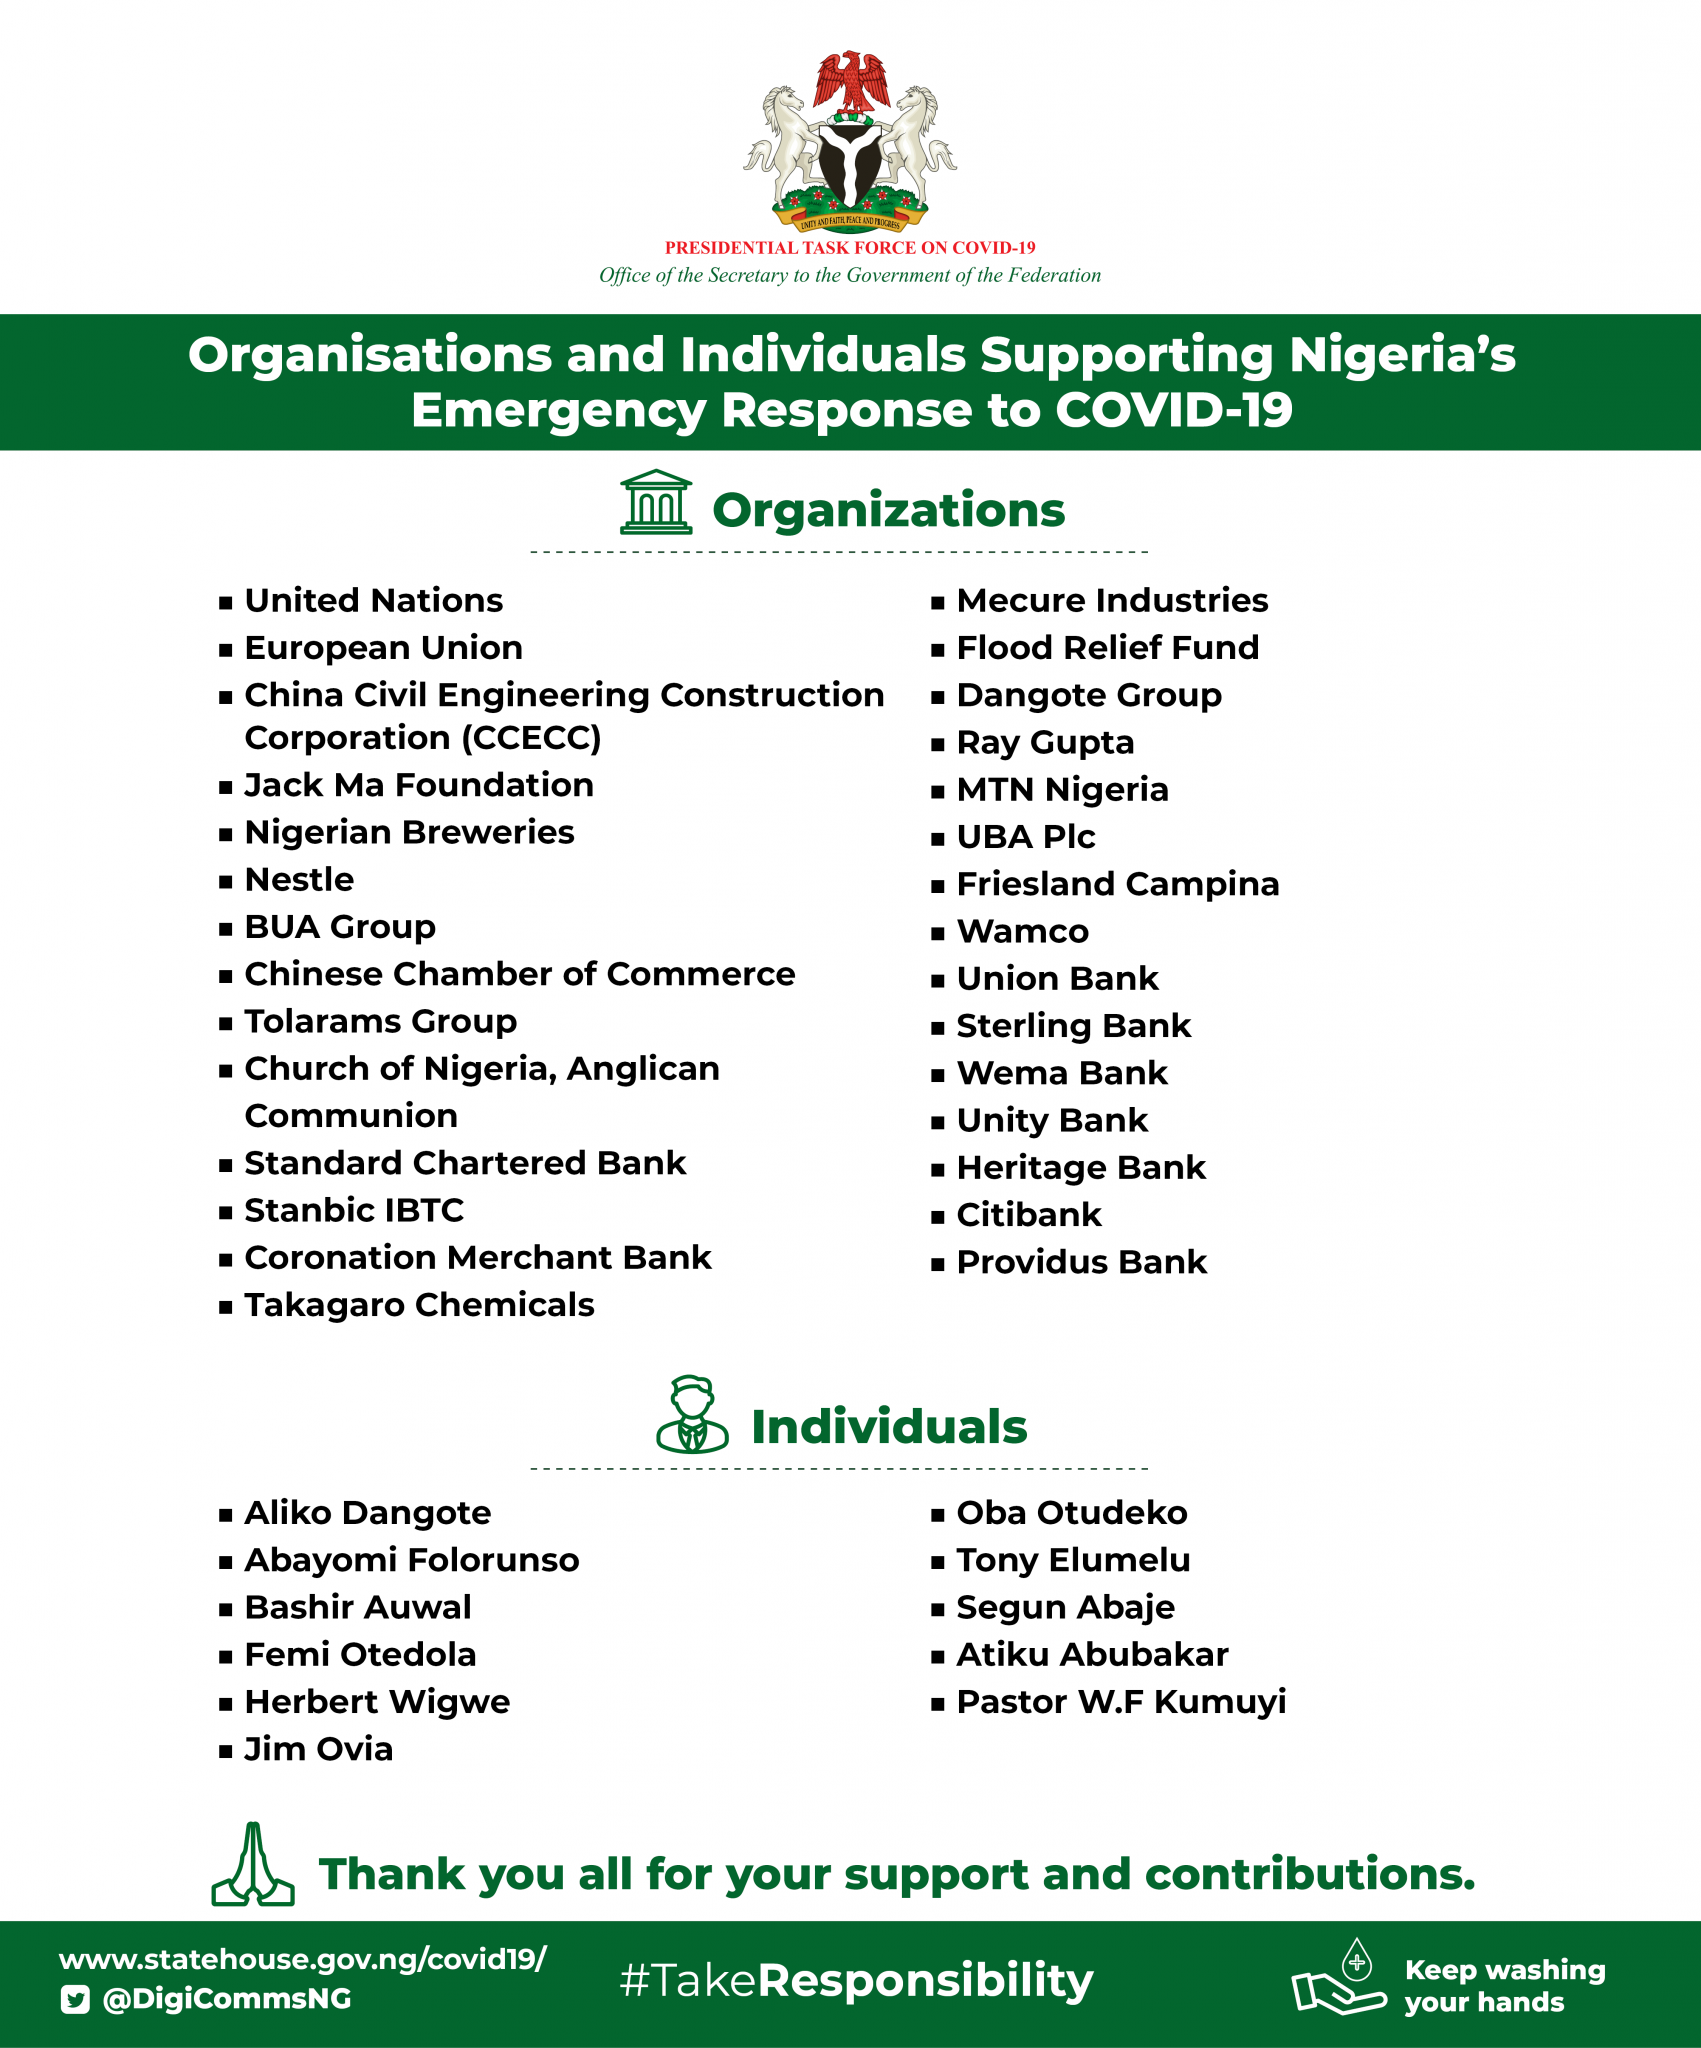 UNITY AND FAITH, PEACE AND PROGRESS
PRESIDENTIAL TASK FORCE ON COVID-19
Office of the Secretary to the Government of the Federation
Organisations and Individuals Supporting Nigeria’s
Emergency Response to COVID-19
Organizations
United Nations
European Union
China Civil Engineering Construction
Corporation (CCECC)
Jack Ma Foundation
Nigerian Breweries
Nestle
BUA Group
Chinese Chamber of Commerce
Tolarams Group
Church of Nigeria, Anglican
Communion
Standard Chartered Bank
Stanbic IBTC
Coronation Merchant Bank
Takagaro Chemicals
Mecure Industries
Flood Relief Fund
Dangote Group
Ray Gupta
MTN Nigeria
UBA Plc
Friesland Campina
Wamco
Union Bank
Sterling Bank
Wema Bank
Unity Bank
Heritage Bank
Citibank
Providus Bank
Individuals
Aliko Dangote
Abayomi Folorunso
Bashir Auwal
Femi Otedola
Herbert Wigwe
Jim Ovia
Oba Otudeko
Tony Elumelu
Segun Abaje
Atiku Abubakar
Pastor W.F Kumuyi
Thank you all for your support and contributions.
www.statehouse.gov.ng/covid19/
@DigiCommsNG
#TakeResponsibility
Keep washing
your hands